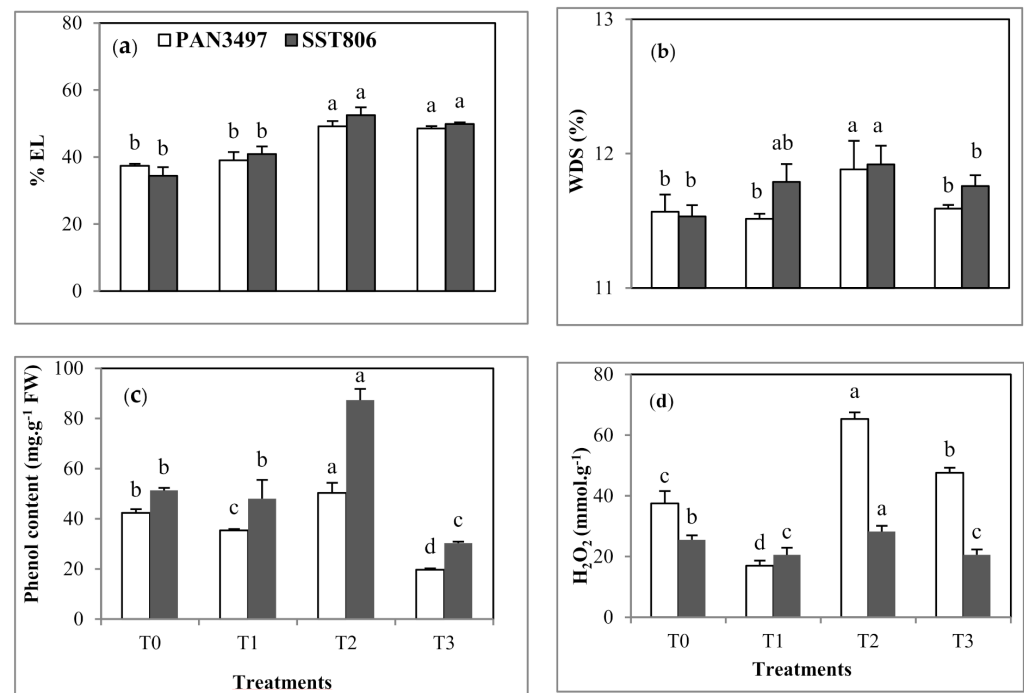 (a) PAN3497 SST806
% EL
80
60
40
20
0
b b b b a a a a
(b)
WDS (%)
13
12
11
b b b ab a a b b
(c)
Phenol content (mg.g-1 FW)
100
80
60
40
20
0
b b c b a a d c
T0 T1 T2 T3
Treatments
(d)
H2O2 (mmol.g-1)
80
60
40
20
0
c b d c a a b c
T0 T1 T2 T3
Treatments